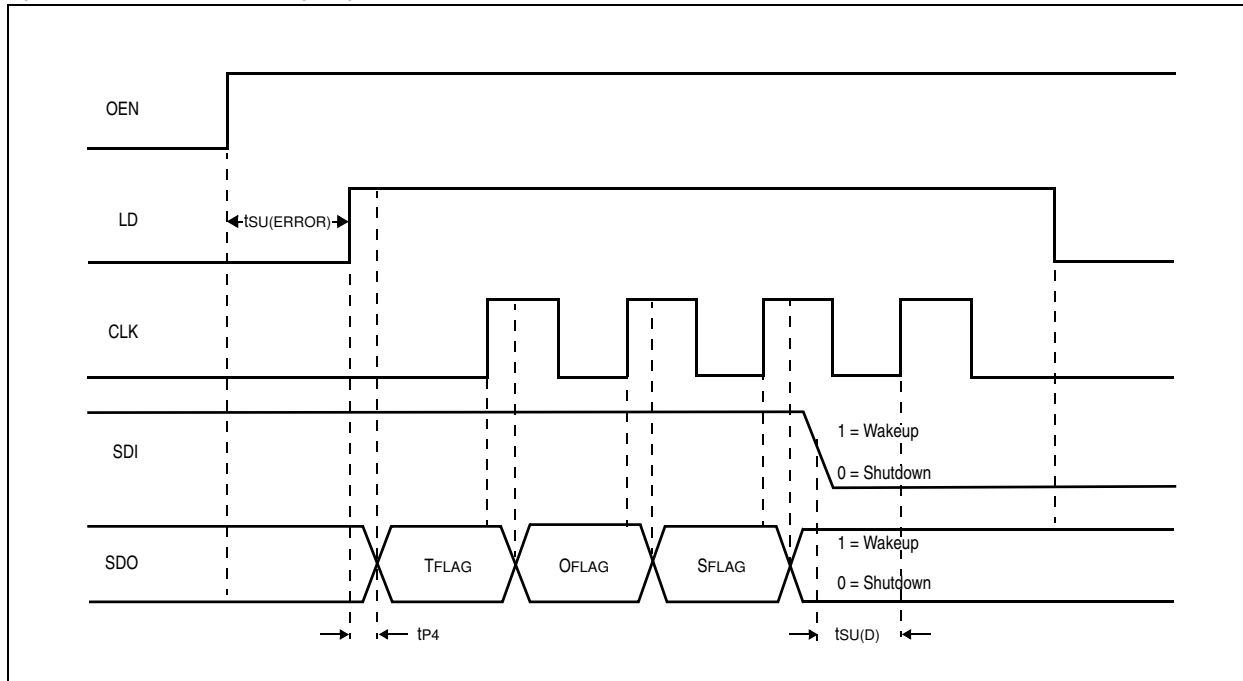 OEN
LD
tSU(ERROR)
CLK
SDI
1 = Wakeup
0 = Shutdown
SDO
TFLAG
OFLAG
SFLAG
1 = Wakeup
0 = Shutdown
tP4
tSU(D)